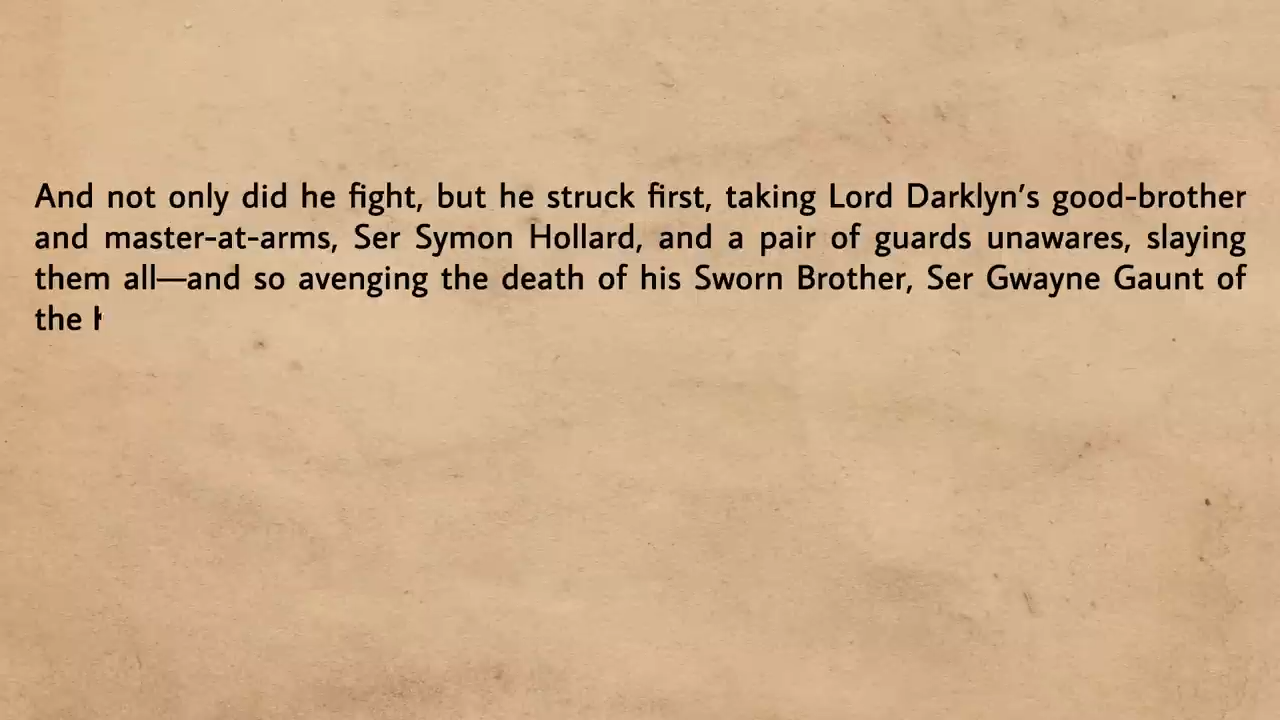 And not only did he fight, but he struck first, taking Lord Darklyn’s good-brother
and master-at-arms, Ser Symon Hollard, and a pair of guards unawares, slaying
them all—and so avenging the death of his Sworn Brother, Ser Gwayne Gaunt of
the